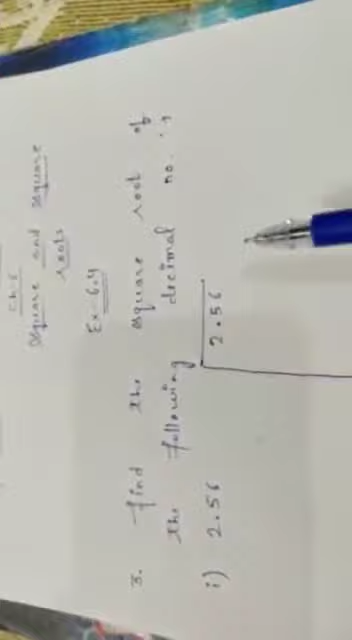 Ch-6
square and square
roots
Ex 6.4
3. find the square root of
the following decimal no.:→
i) 2.56
2.56